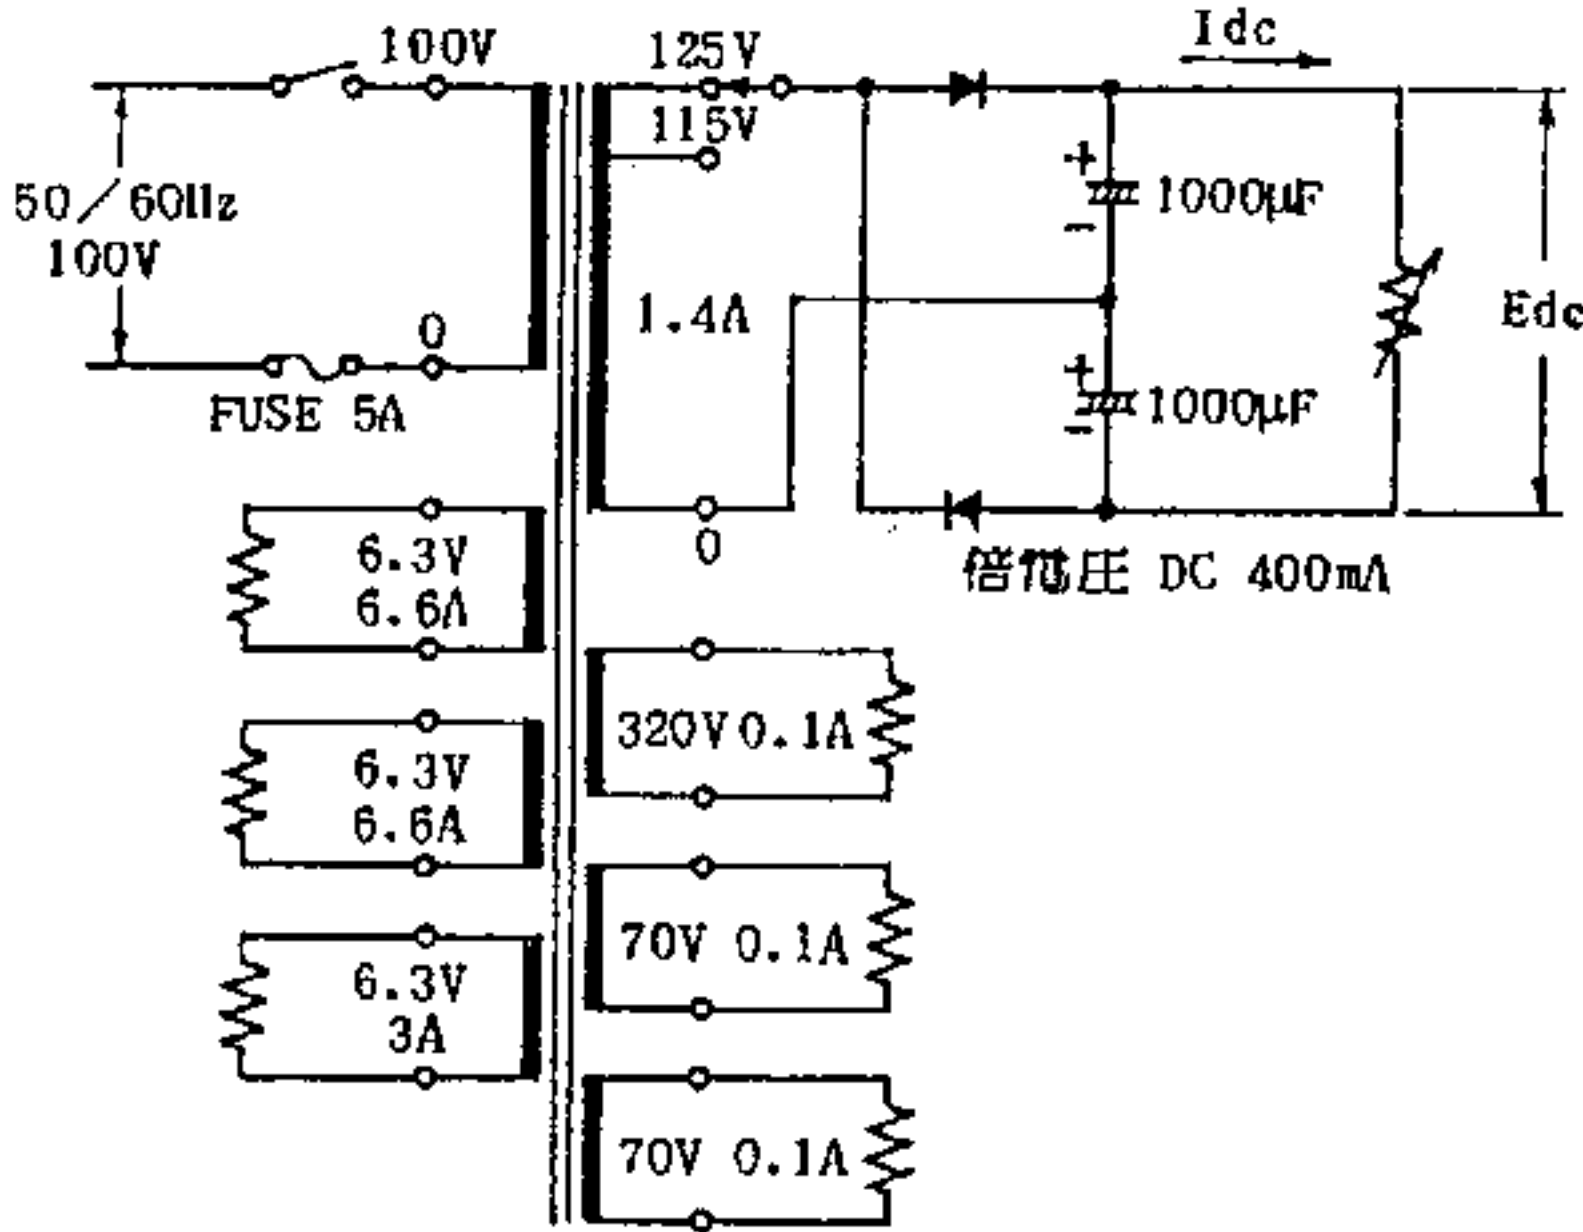 Idc
100V
125V
115V
50/60Hz
100V
1000μF
1.4A
Edc
0
FUSE 5A
1000μF
0
倍電圧 DC 400mA
6.3V
6.6A
320V 0.1A
6.3V
6.6A
70V 0.1A
6.3V
3A
70V 0.1A